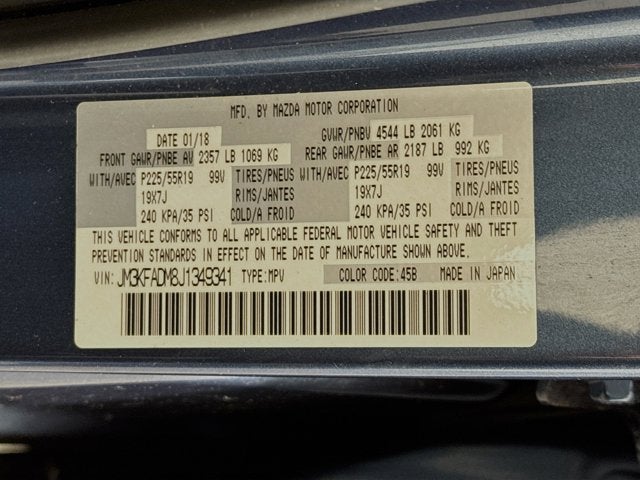 MFD. BY MAZDA MOTOR CORPORATION
DATE 01/18 GVWR/PNBV 4544 LB 2061 KG
FRONT GAWR/PNBE AV 2357 LB 1069 KG REAR GAWR/PNBE AR 2187 LB 992 KG
WITH/AVEC P225/55R19 99V TIRES/PNEUS WITH/AVEC P225/55R19 99V TIRES/PNEUS
19X7J RIMS/JANTES 19X7J RIMS/JANTES
240 KPA/35 PSI COLD/A FROID 240 KPA/35 PSI COLD/A FROID
THIS VEHICLE CONFORMS TO ALL APPLICABLE FEDERAL MOTOR VEHICLE SAFETY AND THEFT
PREVENTION STANDARDS IN EFFECT ON THE DATE OF MANUFACTURE SHOWN ABOVE.
VIN: JM3KFADM8J1349341 TYPE:MPV COLOR CODE:45B MADE IN JAPAN